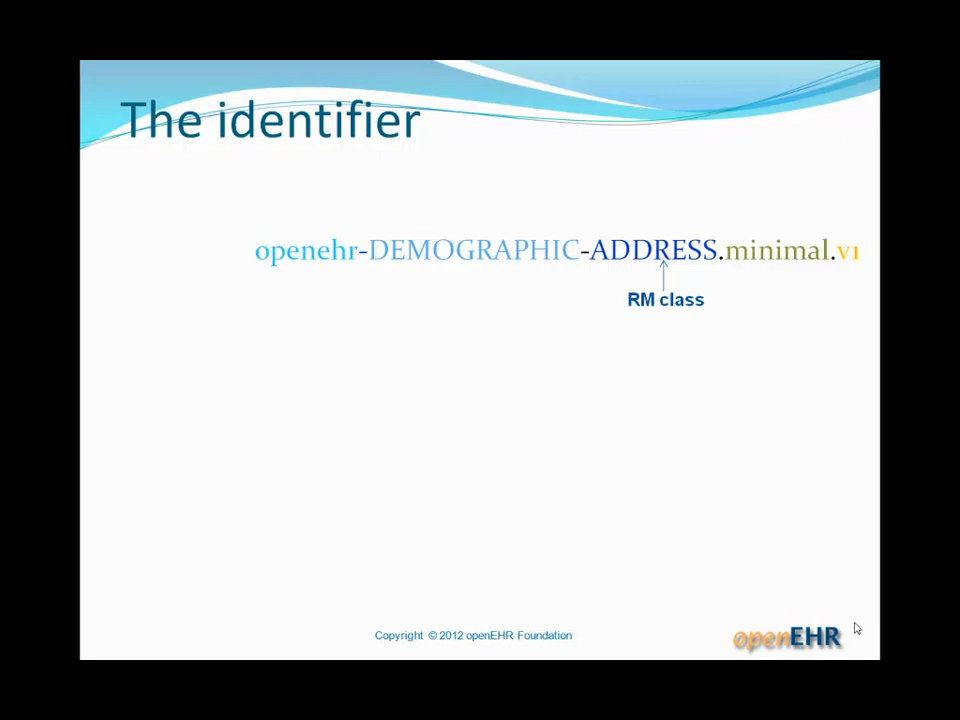 The identifier
openehr-DEMOGRAPHIC-ADDRESS.minimal.v1
RM class
Copyright © 2012 openEHR Foundation
openEHR